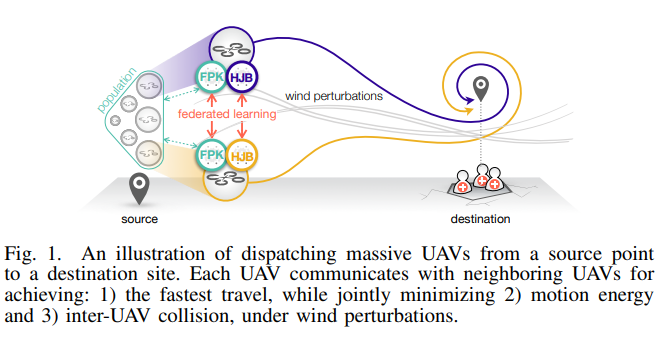 population
FPK HJB
wind perturbations
federated learning
FPK HJB
source
destination
Fig. 1. An illustration of dispatching massive UAVs from a source point
to a destination site. Each UAV communicates with neighboring UAVs for
achieving: 1) the fastest travel, while jointly minimizing 2) motion energy
and 3) inter-UAV collision, under wind perturbations.